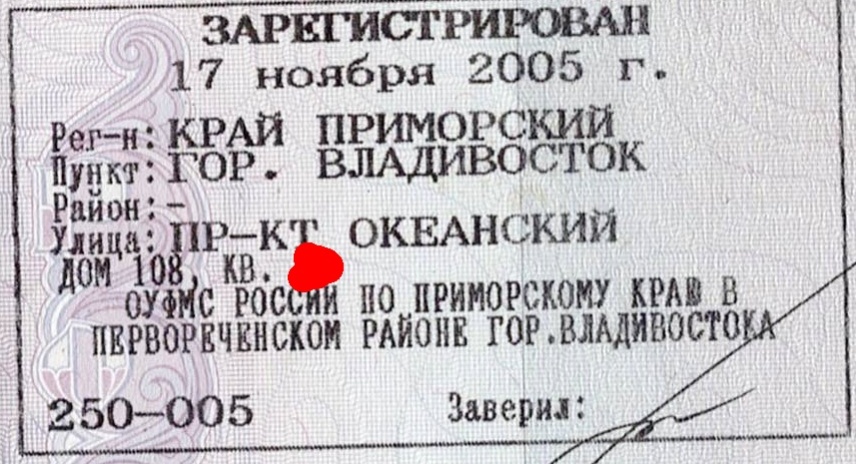 ЗАРЕГИСТРИРОВАН
17 ноября 2005 г.
Рег-н: КРАЙ ПРИМОРСКИЙ
Пункт: ГОР. ВЛАДИВОСТОК
Район: -
Улица: ПР-КТ ОКЕАНСКИЙ
ДОМ 108, КВ.
ОУФМС РОССИИ ПО ПРИМОРСКОМУ КРАЮ В
ПЕРВОРЕЧЕНСКОМ РАЙОНЕ ГОР.ВЛАДИВОСТОКА
250-005 Заверил: